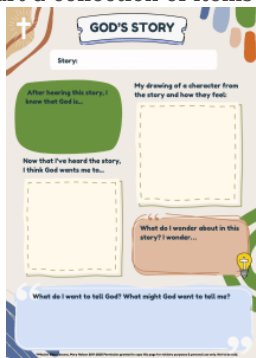 GOD'S STORY
Story:
After hearing this story, I
know that God is...
My drawing of a character from
the story and how they feel:
Now that I've heard the story,
I think God wants me to...
What do I wonder about in this
story? I wonder...
What do I want to tell God? What might God want to tell me?